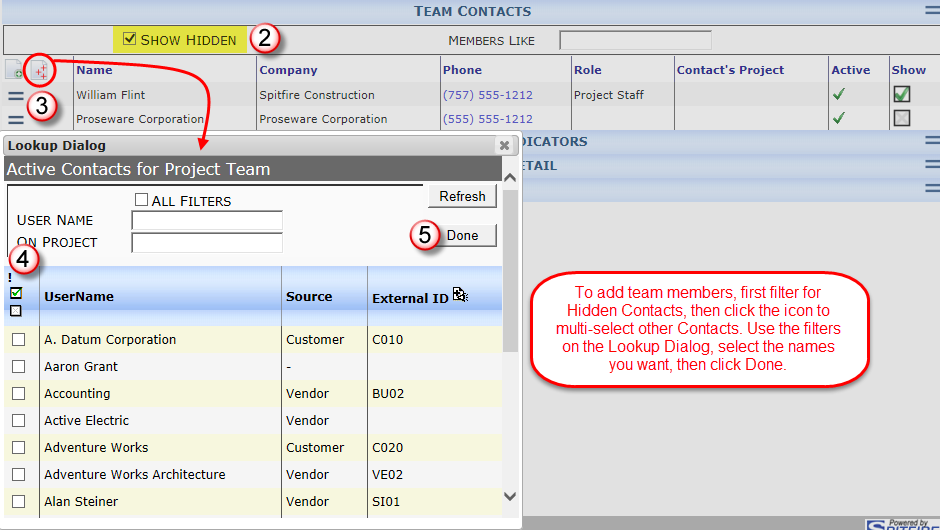 TEAM CONTACTS
SHOW HIDDEN 2 MEMBERS LIKE
Name Company Phone Role Contact's Project Active Show
3
William Flint Spitfire Construction (757) 555-1212 Project Staff
Proseware Corporation Proseware Corporation (555) 555-1212
DICATORS
ETAIL
Lookup Dialog
Active Contacts for Project Team
ALL FILTERS Refresh
USER NAME
ON PROJECT 5 Done
4
!
UserName Source External ID
A. Datum Corporation Customer C010
Aaron Grant -
Accounting Vendor BU02
Active Electric Vendor
Adventure Works Customer C020
Adventure Works Architecture Vendor VE02
Alan Steiner Vendor SI01
To add team members, first filter for
Hidden Contacts, then click the icon to
multi-select other Contacts. Use the filters
on the Lookup Dialog, select the names
you want, then click Done.
Powered by
SPITFIRE